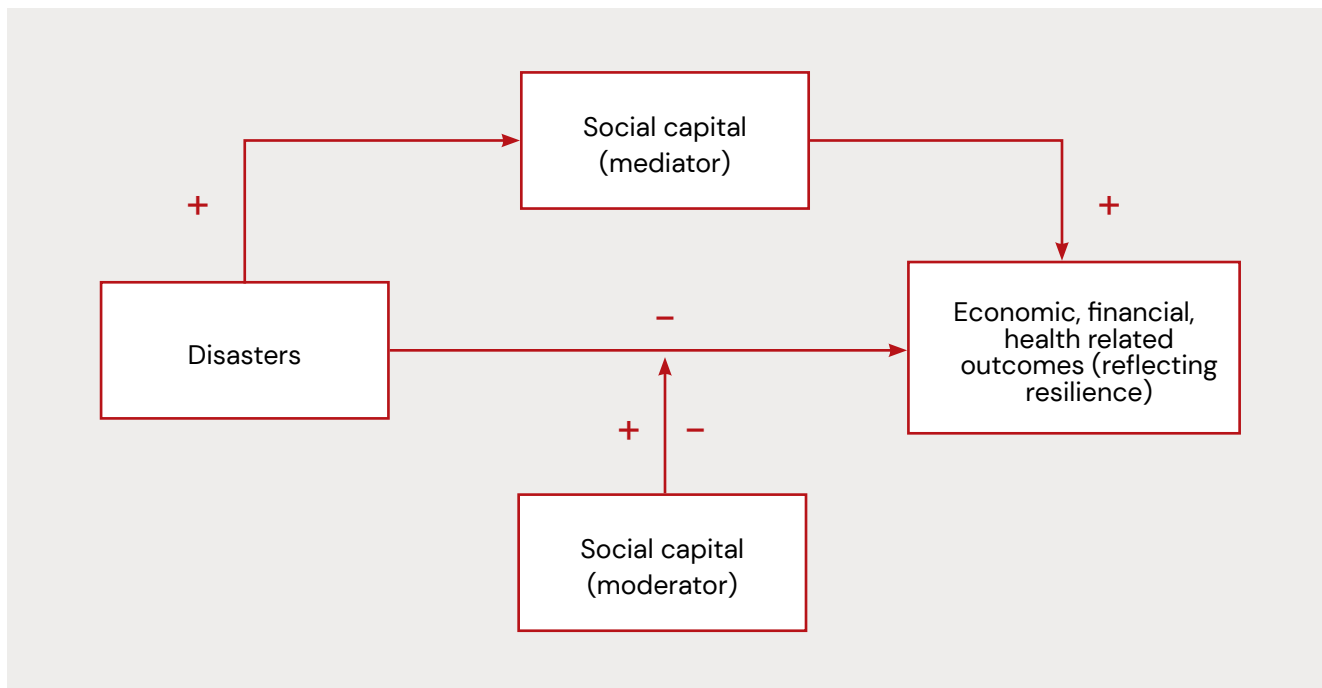 Social capital
(mediator)
+
+
Disasters
−
Economic, financial,
health related
outcomes (reflecting
resilience)
+ −
Social capital
(moderator)